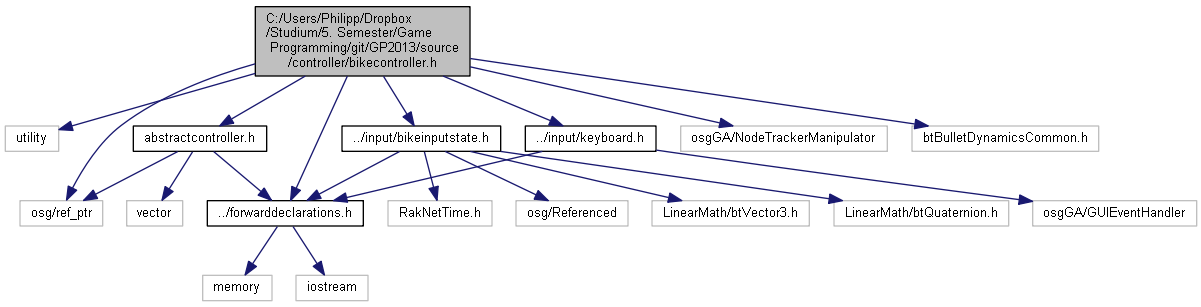 C:/Users/Philipp/Dropbox
/Studium/5. Semester/Game
Programming/git/GP2013/source
/controller/bikecontroller.h
utility
abstractcontroller.h
../input/bikeinputstate.h
../input/keyboard.h
osgGA/NodeTrackerManipulator
btBulletDynamicsCommon.h
osg/ref_ptr
vector
../forwarddeclarations.h
RakNetTime.h
osg/Referenced
LinearMath/btVector3.h
LinearMath/btQuaternion.h
osgGA/GUIEventHandler
memory
iostream